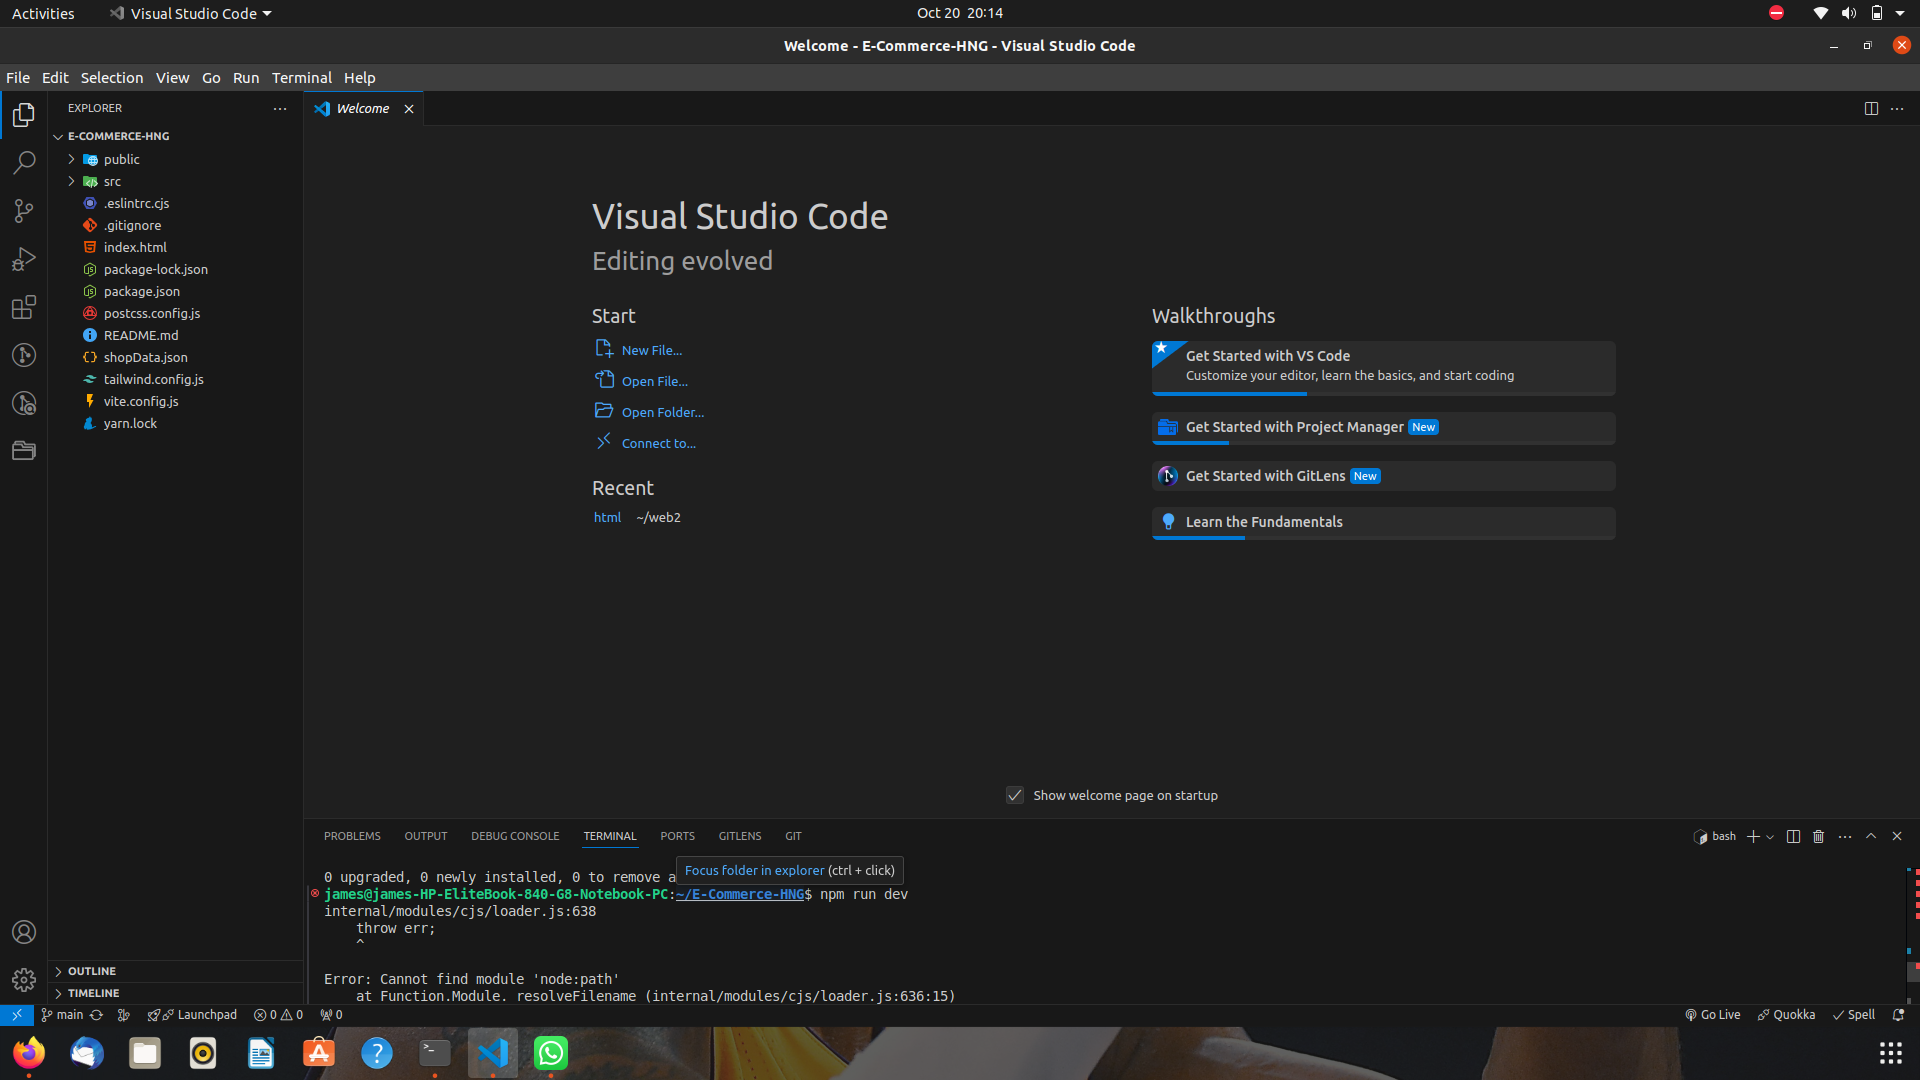 Activities
Visual Studio Code
Oct 20 20:14
Welcome - E-Commerce-HNG - Visual Studio Code
File Edit Selection View Go Run Terminal Help
EXPLORER
Welcome
E-COMMERCE-HNG
public
src
.eslintrc.cjs
.gitignore
index.html
package-lock.json
package.json
postcss.config.js
README.md
shopData.json
tailwind.config.js
vite.config.js
yarn.lock
OUTLINE
TIMELINE
Visual Studio Code
Editing evolved
Start
New File...
Open File...
Open Folder...
Connect to...
Recent
html ~/web2
Walkthroughs
Get Started with VS Code
Customize your editor, learn the basics, and start coding
Get Started with Project Manager New
Get Started with GitLens New
Learn the Fundamentals
Show welcome page on startup
PROBLEMS OUTPUT DEBUG CONSOLE TERMINAL PORTS GITLENS GIT
bash
Focus folder in explorer (ctrl + click)
0 upgraded, 0 newly installed, 0 to remove a
james@james-HP-EliteBook-840-G8-Notebook-PC:~/E-Commerce-HNG$ npm run dev
internal/modules/cjs/loader.js:638
throw err;
^
Error: Cannot find module 'node:path'
at Function.Module._resolveFilename (internal/modules/cjs/loader.js:636:15)
main Launchpad 0 0 0
Go Live Quokka Spell